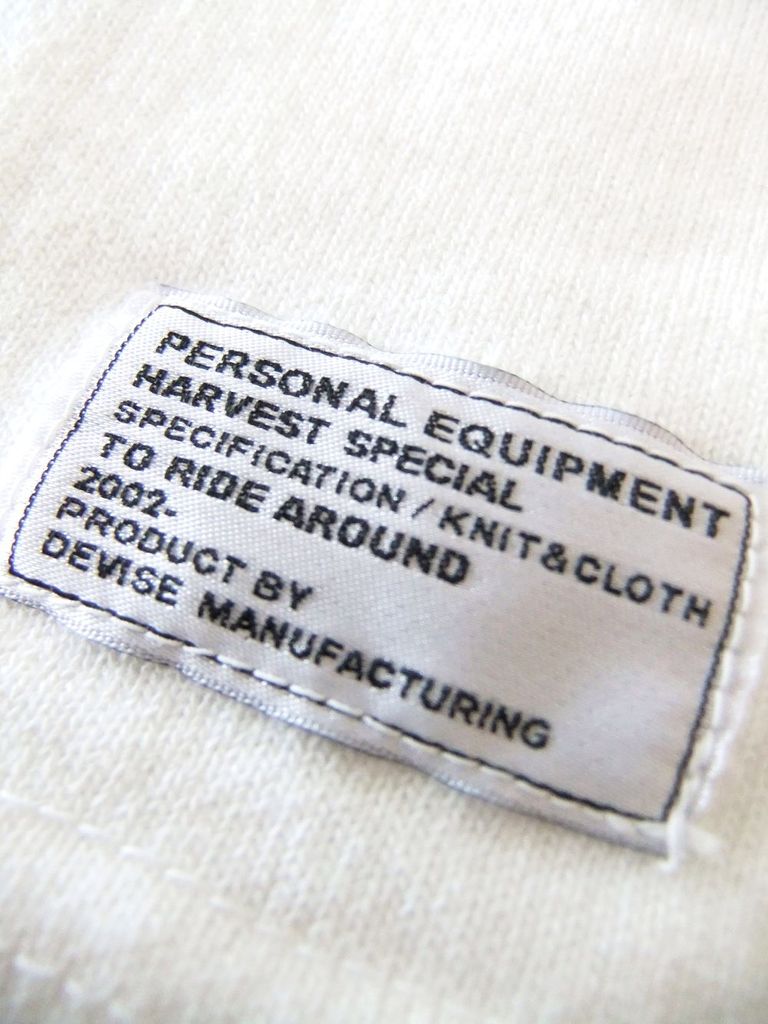 PERSONAL EQUIPMENT
HARVEST SPECIAL
SPECIFICATION / KNIT&CLOTH
TO RIDE AROUND
2002-
PRODUCT BY
DEVISE MANUFACTURING